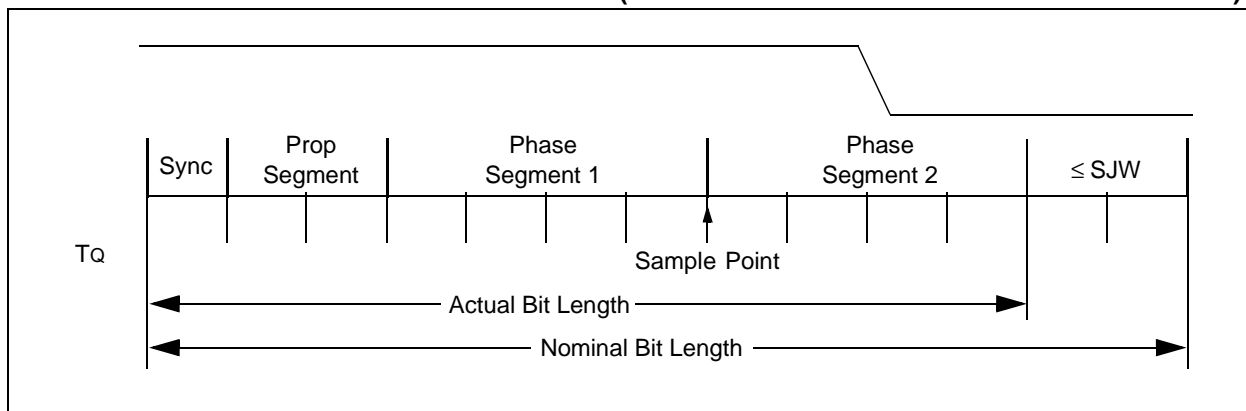 Sync
Prop
Segment
Phase
Segment 1
Phase
Segment 2
≤ SJW
TQ
Sample Point
Actual Bit Length
Nominal Bit Length